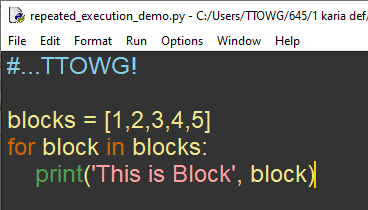 repeated_execution_demo.py - C:/Users/TTOWG/645/1 karia def/
File Edit Format Run Options Window Help
#...TTOWG!
blocks = [1,2,3,4,5]
for block in blocks:
    print('This is Block', block)